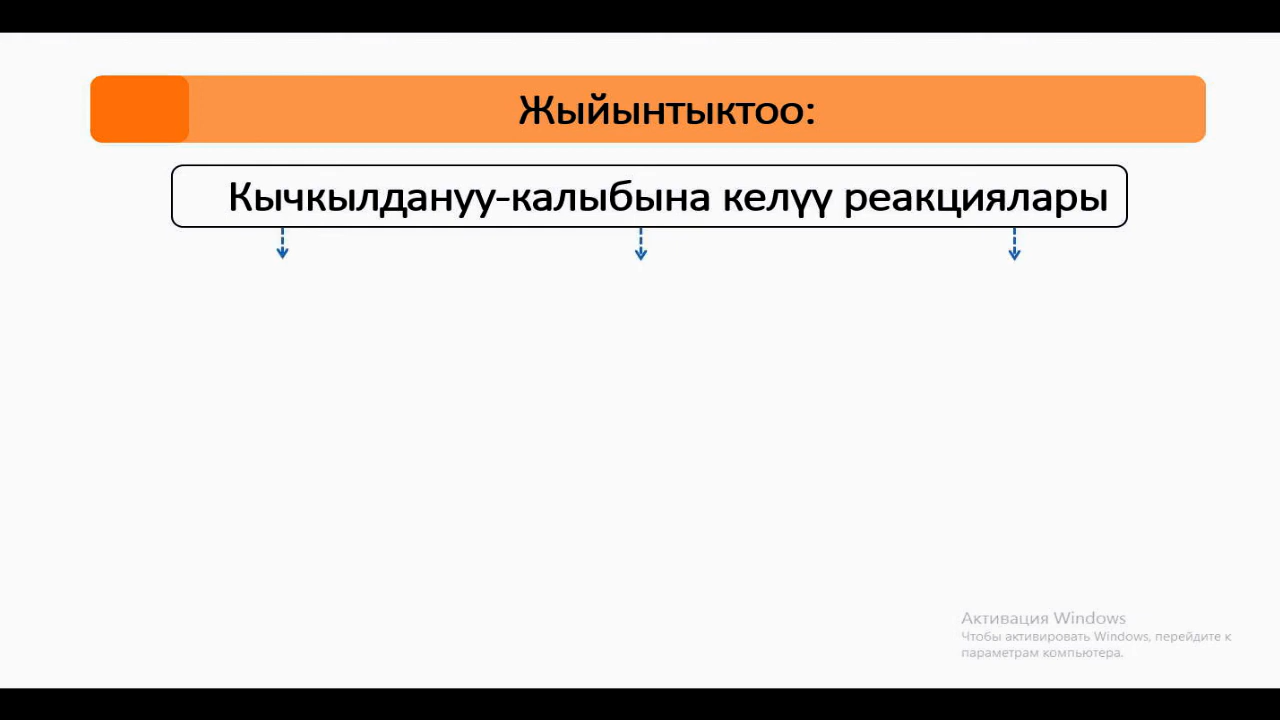 Жыйынтыктоо:
Кычкылдануу-калыбына келүү реакциялары
Активация Windows
Чтобы активировать Windows, перейдите к
параметрам компьютера.